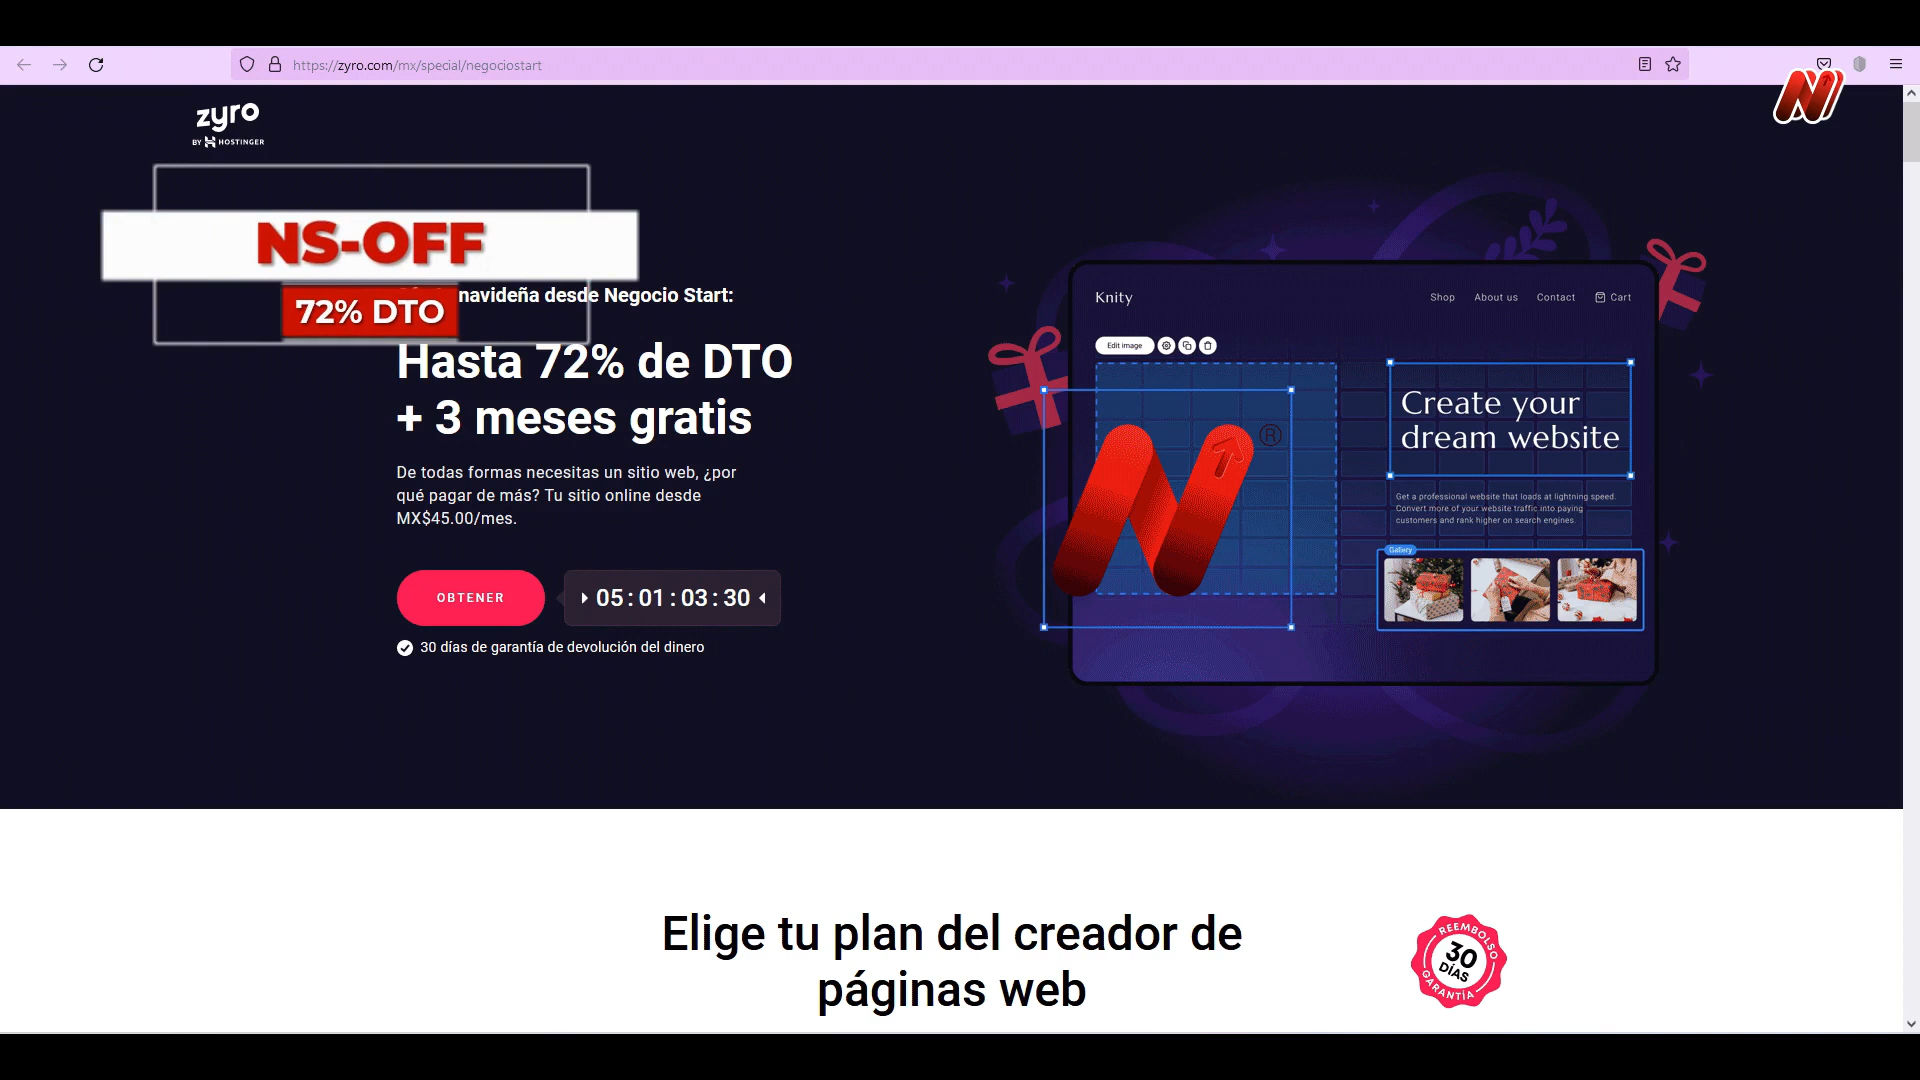 https://zyro.com/mx/special/negociostart
zyro
BY HOSTINGER
NS-OFF
72% DTO
navideña desde Negocio Start:
Hasta 72% de DTO
+ 3 meses gratis
De todas formas necesitas un sitio web, ¿por
qué pagar de más? Tu sitio online desde
MX$45.00/mes.
OBTENER
05:01:03:30
30 días de garantía de devolución del dinero
Knity
Shop
About us
Contact
Cart
Edit image
®
Create your
dream website
Get a professional website that loads at lightning speed.
Convert more of your website traffic into paying
customers and rank higher on search engines.
Gallery
Elige tu plan del creador de
páginas web
REEMBOLSO
30
DÍAS
GARANTÍA